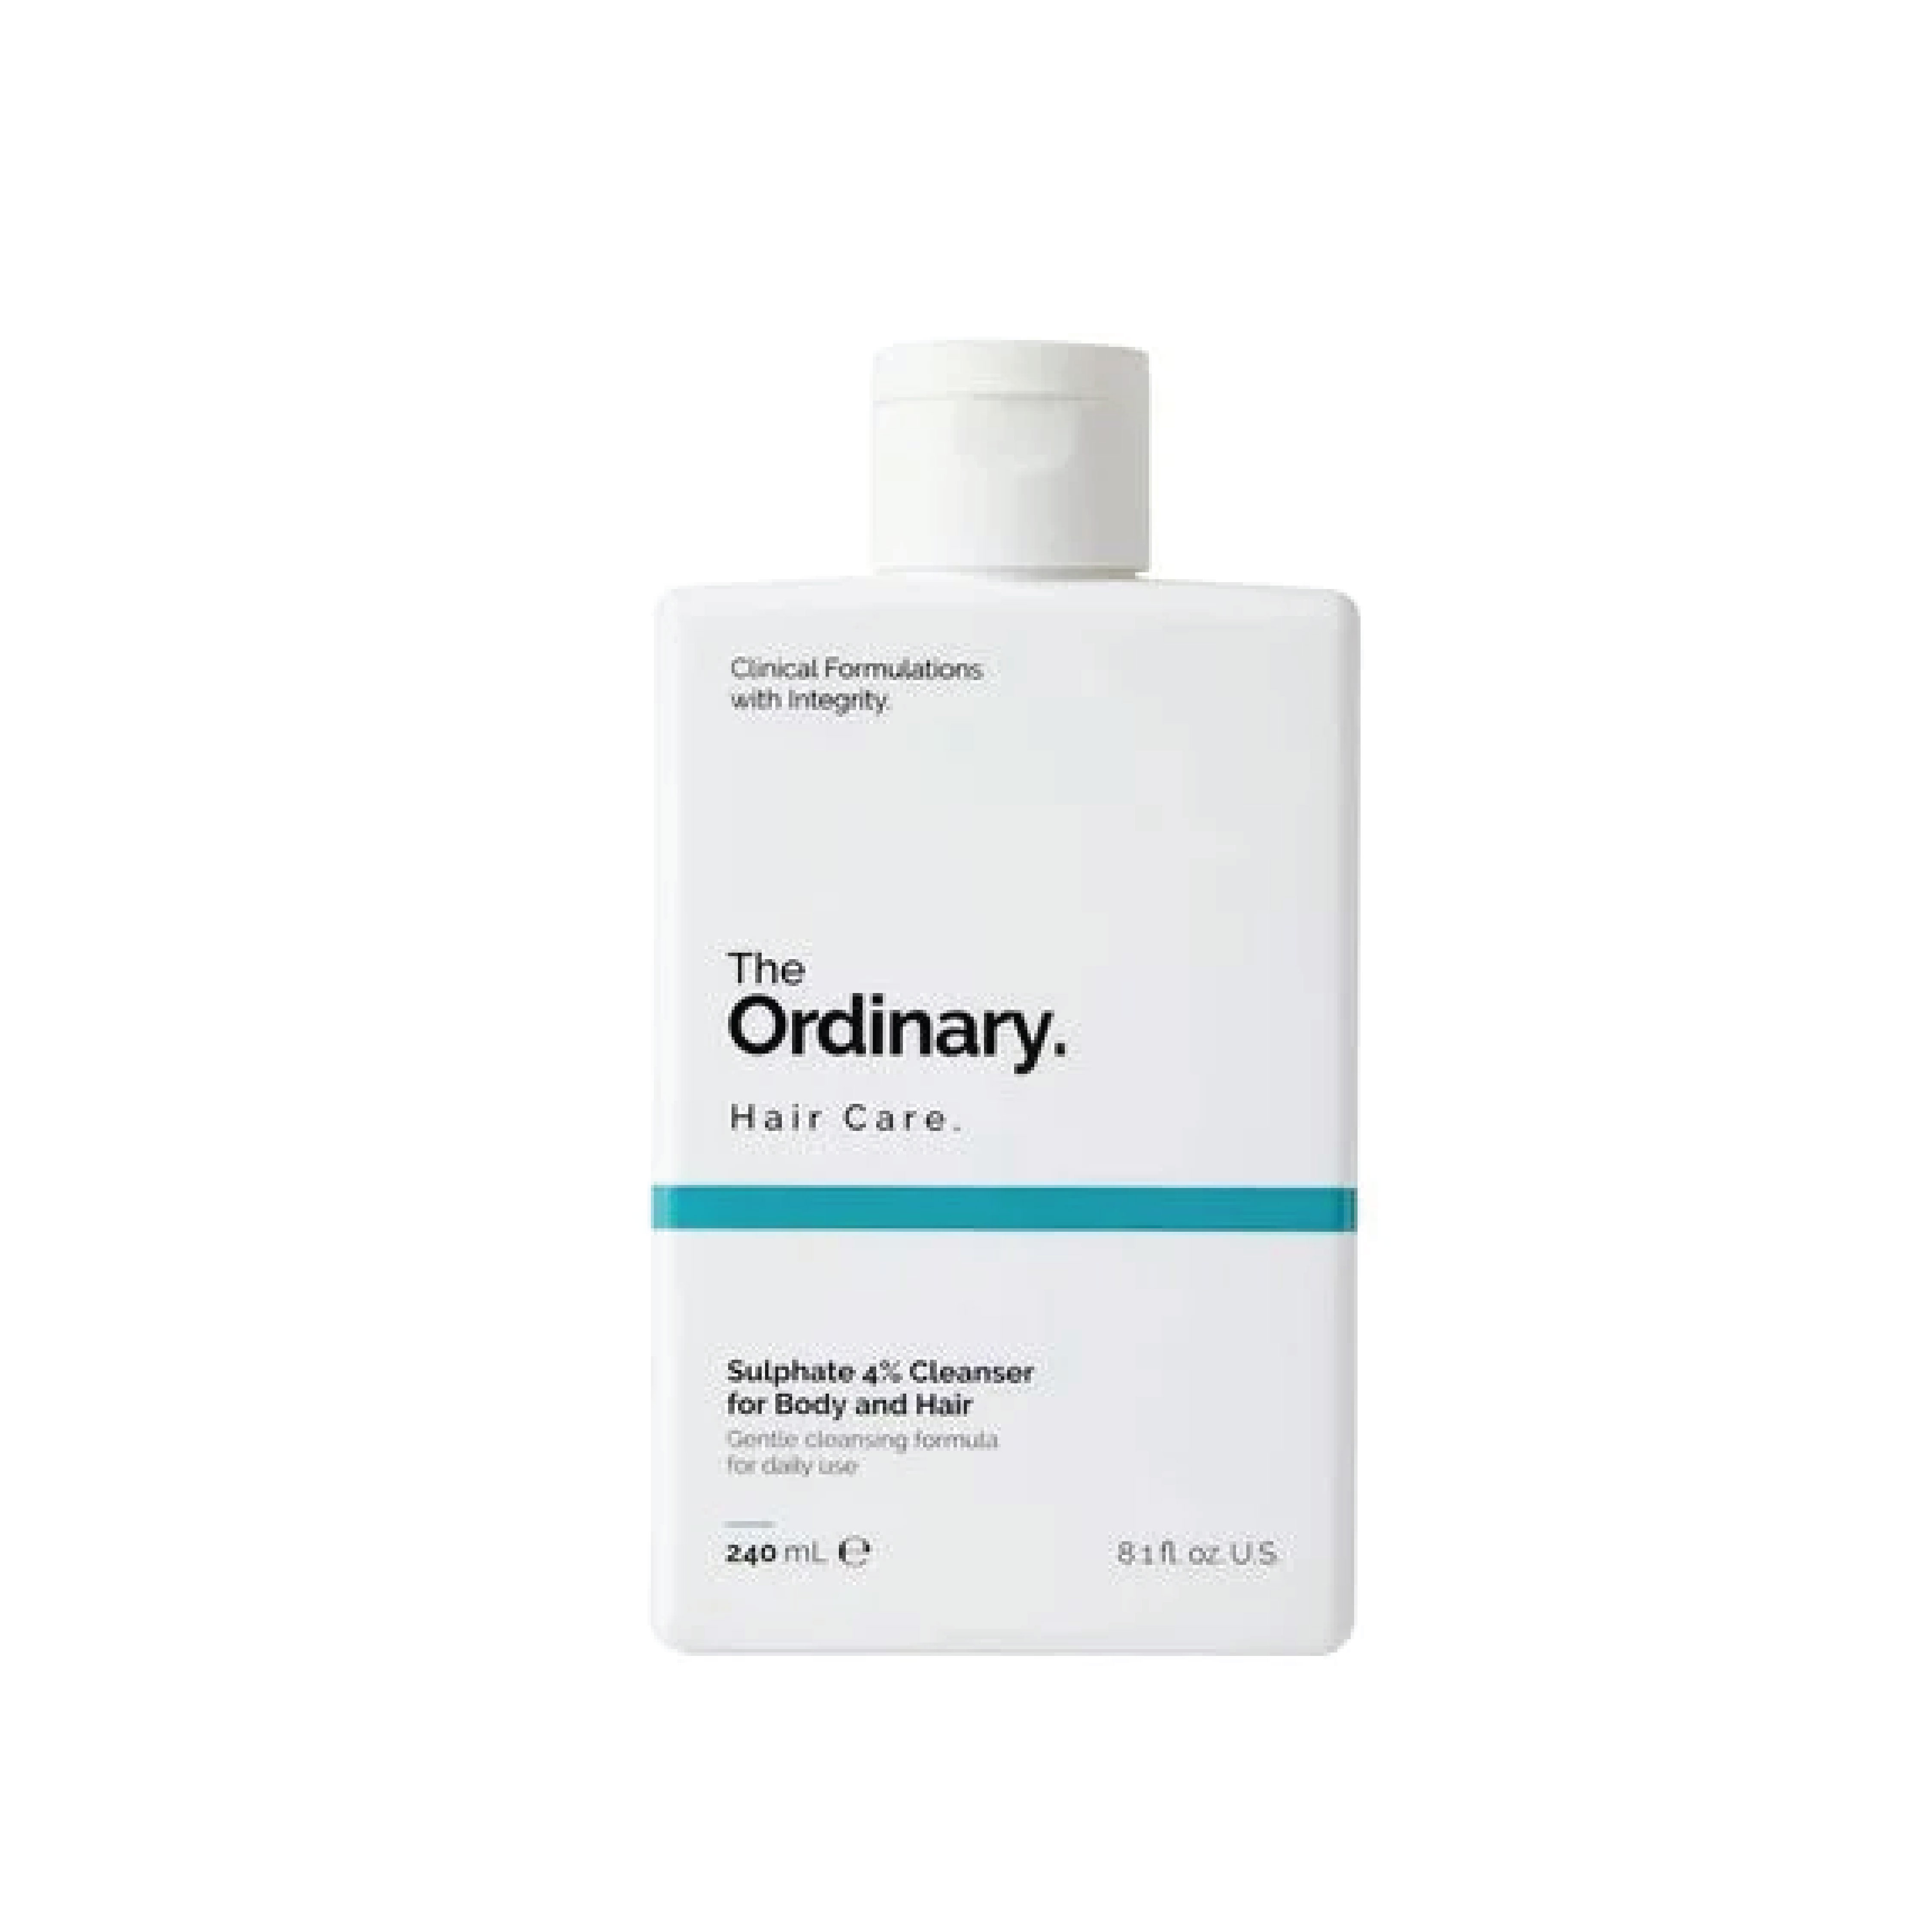 Clinical Formulations
with Integrity.
The
Ordinary.
Hair Care.
Sulphate 4% Cleanser
for Body and Hair
Gentle cleansing formula
for daily use
240 mL ℮
8.1 fl. oz. U.S.